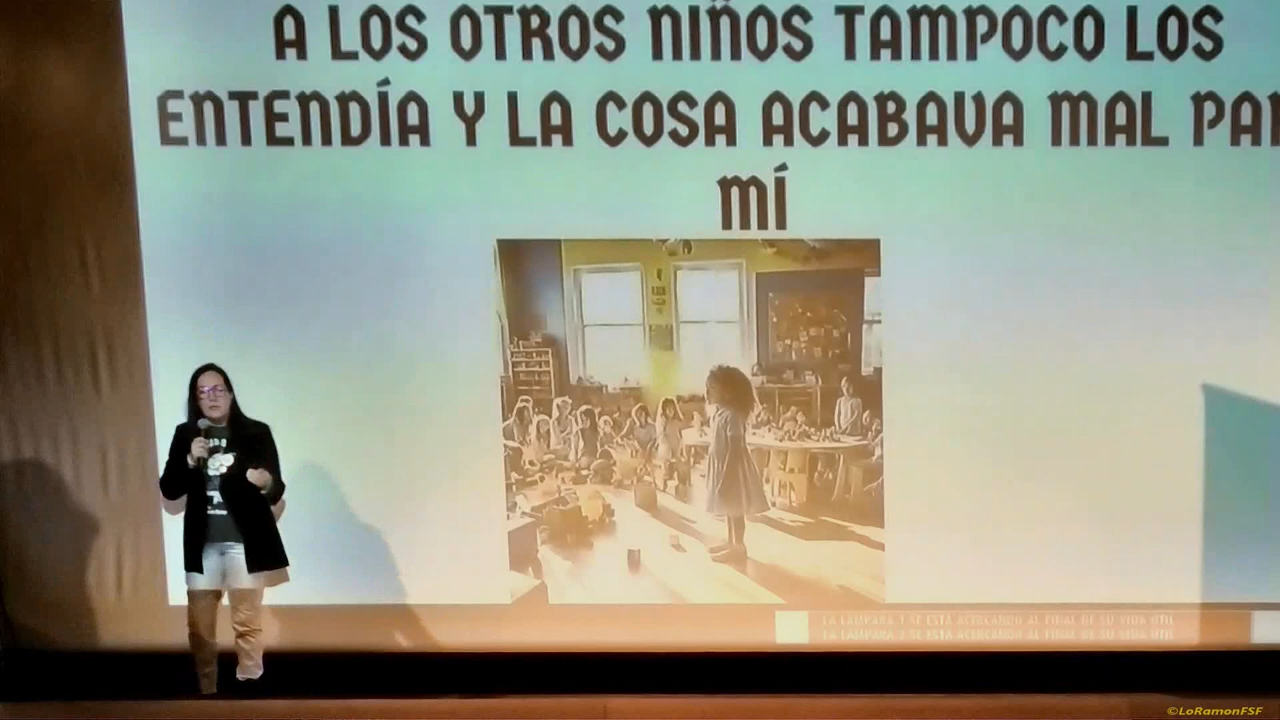 A LOS OTROS NIÑOS TAMPOCO LOS
ENTENDÍA Y LA COSA ACABAVA MAL PAR
MÍ
LA LÁMPARA 1 SE ESTÁ ACERCANDO AL FINAL DE SU VIDA ÚTIL
LA LÁMPARA 2 SE ESTÁ ACERCANDO AL FINAL DE SU VIDA ÚTIL
©LoRamonFSF